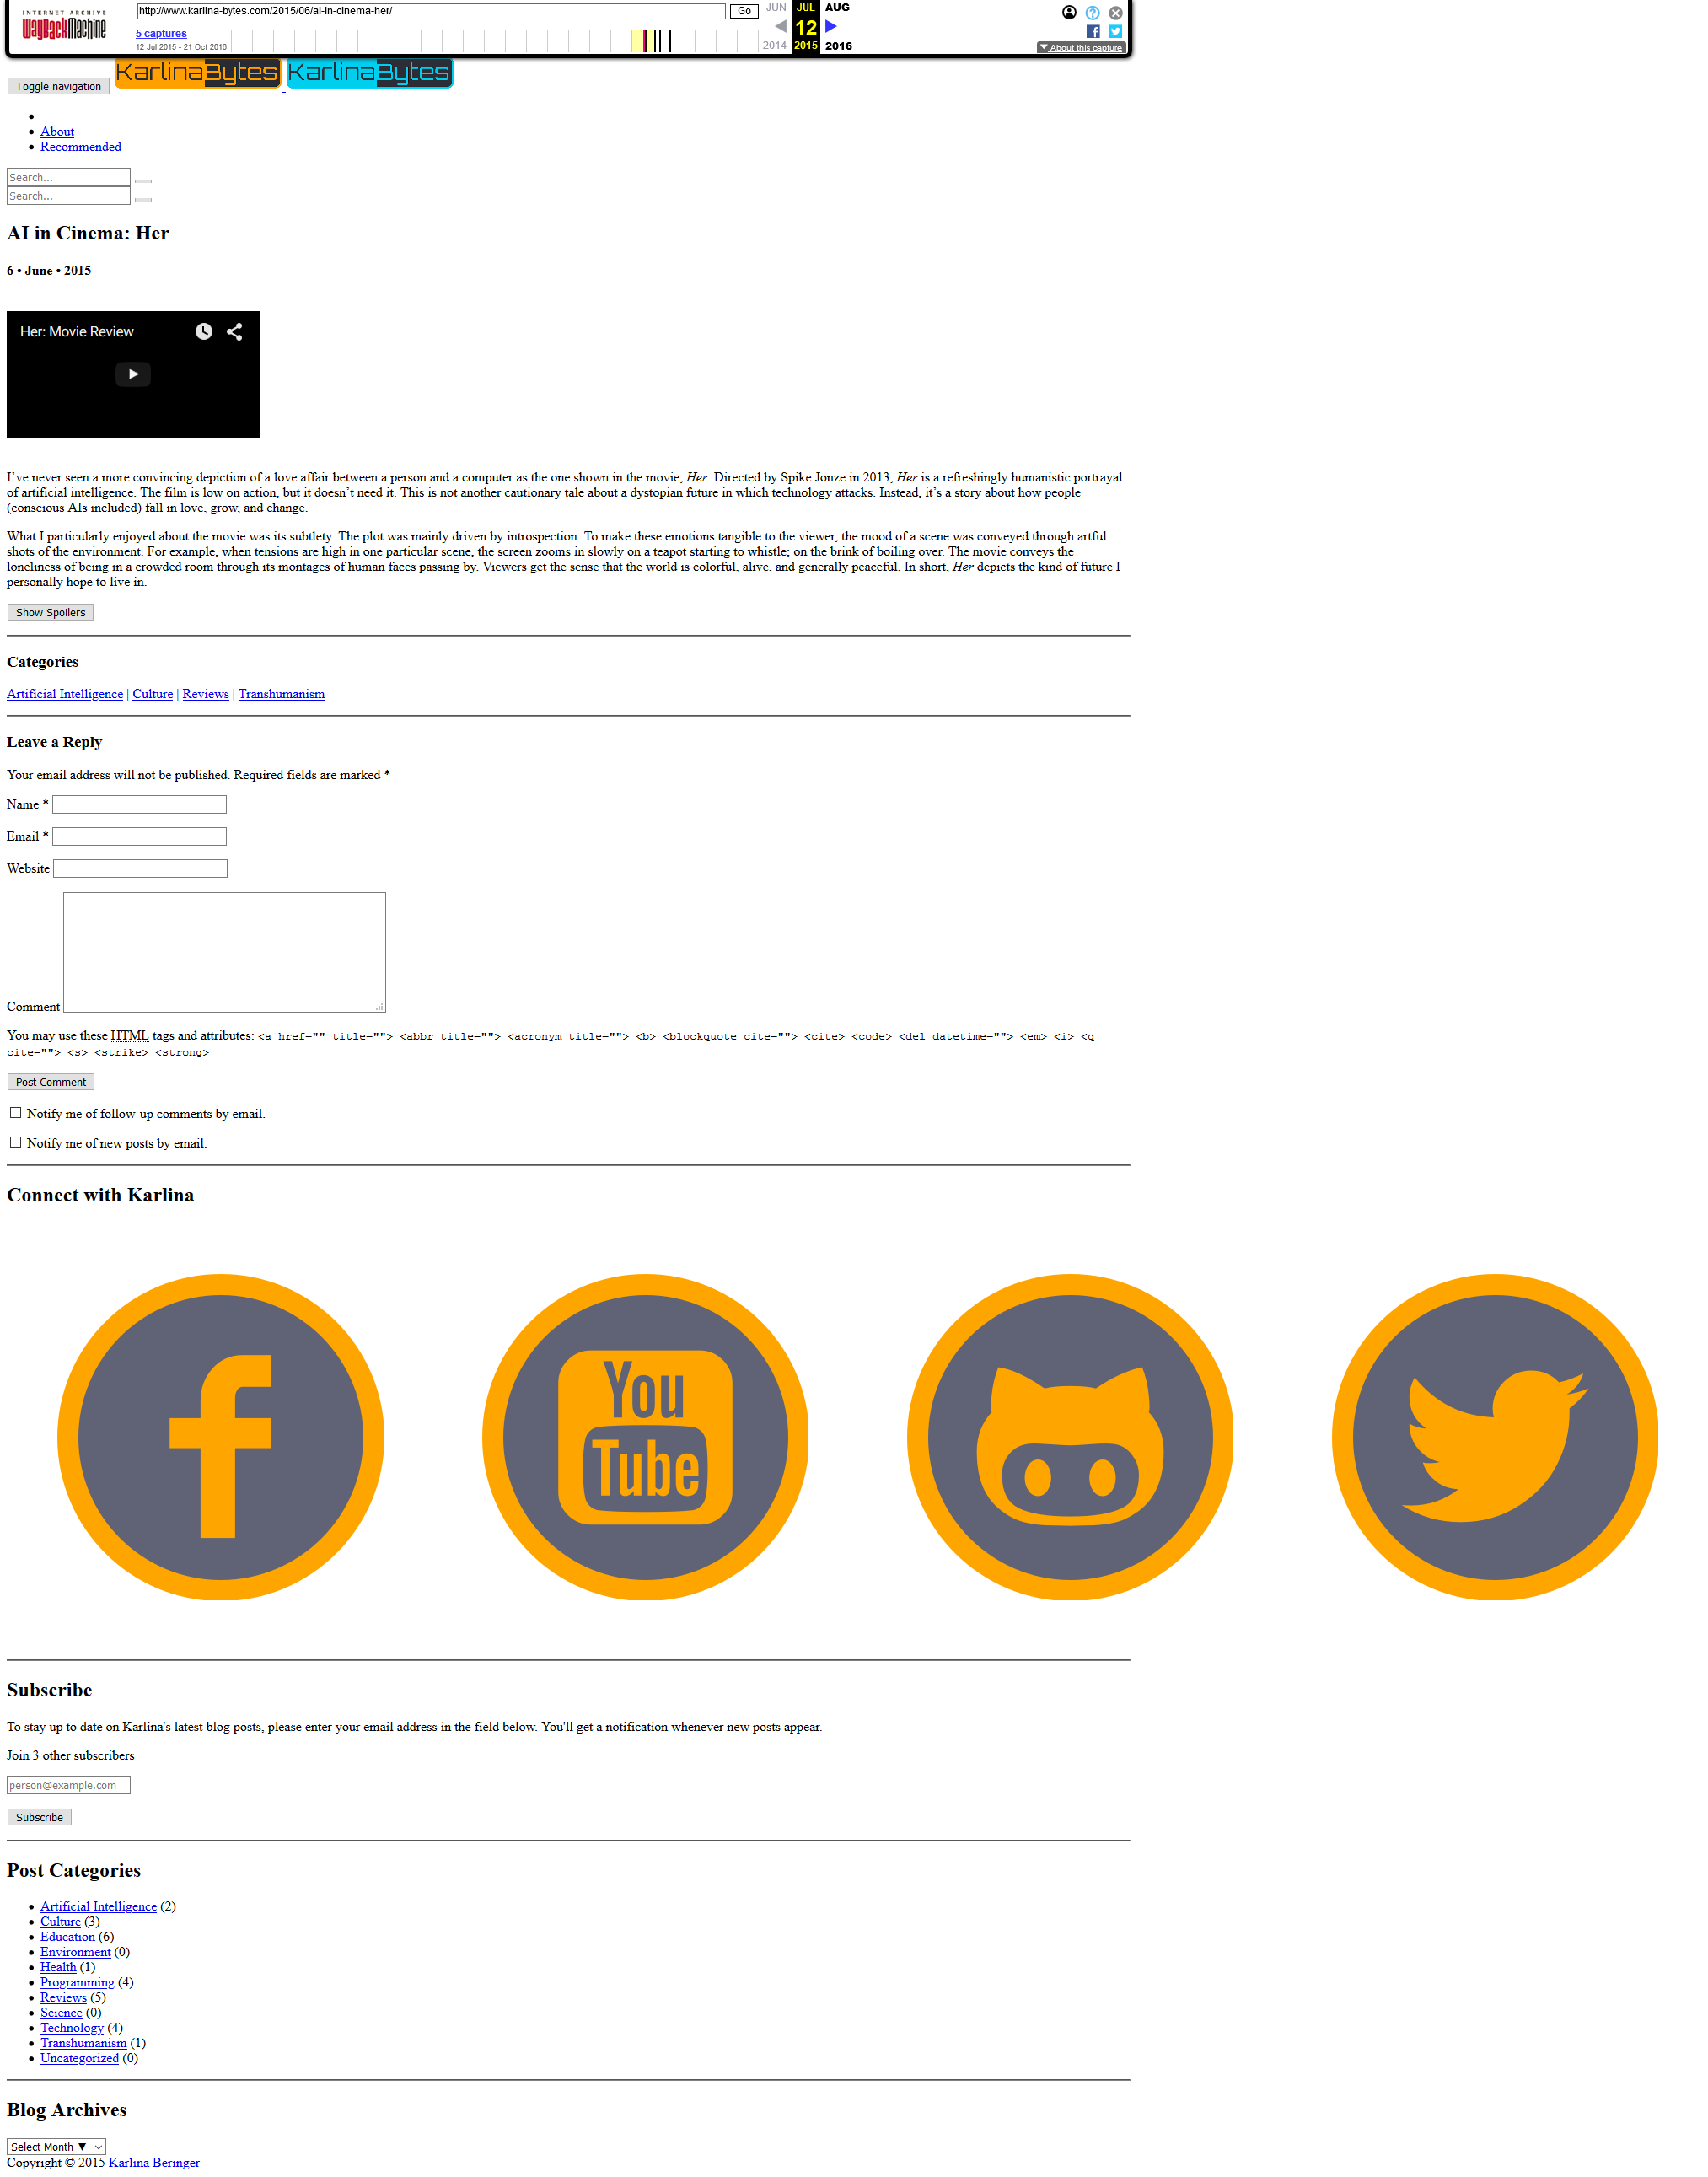 INTERNET ARCHIVE
WayBackMachine
http://www.karlina-bytes.com/2015/06/ai-in-cinema-her/
Go
JUN JUL AUG
5 captures
12
12 Jul 2015 - 21 Oct 2016
2014 2015 2016
About this capture
Toggle navigation KarlinaBytes KarlinaBytes
About
Recommended
Search...
Search...
AI in Cinema: Her
6 • June • 2015
Her: Movie Review
I’ve never seen a more convincing depiction of a love affair between a person and a computer as the one shown in the movie, Her. Directed by Spike Jonze in 2013, Her is a refreshingly humanistic portrayal
of artificial intelligence. The film is low on action, but it doesn’t need it. This is not another cautionary tale about a dystopian future in which technology attacks. Instead, it’s a story about how people
(conscious AIs included) fall in love, grow, and change.
What I particularly enjoyed about the movie was its subtlety. The plot was mainly driven by introspection. To make these emotions tangible to the viewer, the mood of a scene was conveyed through artful
shots of the environment. For example, when tensions are high in one particular scene, the screen zooms in slowly on a teapot starting to whistle; on the brink of boiling over. The movie conveys the
loneliness of being in a crowded room through its montages of human faces passing by. Viewers get the sense that the world is colorful, alive, and generally peaceful. In short, Her depicts the kind of future I
personally hope to live in.
Show Spoilers
Categories
Artificial Intelligence | Culture | Reviews | Transhumanism
Leave a Reply
Your email address will not be published. Required fields are marked *
Name *
Email *
Website
Comment
You may use these HTML tags and attributes: <a href="" title=""> <abbr title=""> <acronym title=""> <b> <blockquote cite=""> <cite> <code> <del datetime=""> <em> <i> <q
cite=""> <s> <strike> <strong>
Post Comment
Notify me of follow-up comments by email.
Notify me of new posts by email.
Connect with Karlina
You
Tube
Subscribe
To stay up to date on Karlina's latest blog posts, please enter your email address in the field below. You'll get a notification whenever new posts appear.
Join 3 other subscribers
person@example.com
Subscribe
Post Categories
Artificial Intelligence (2)
Culture (3)
Education (6)
Environment (0)
Health (1)
Programming (4)
Reviews (5)
Science (0)
Technology (4)
Transhumanism (1)
Uncategorized (0)
Blog Archives
Select Month ▼
Copyright © 2015 Karlina Beringer